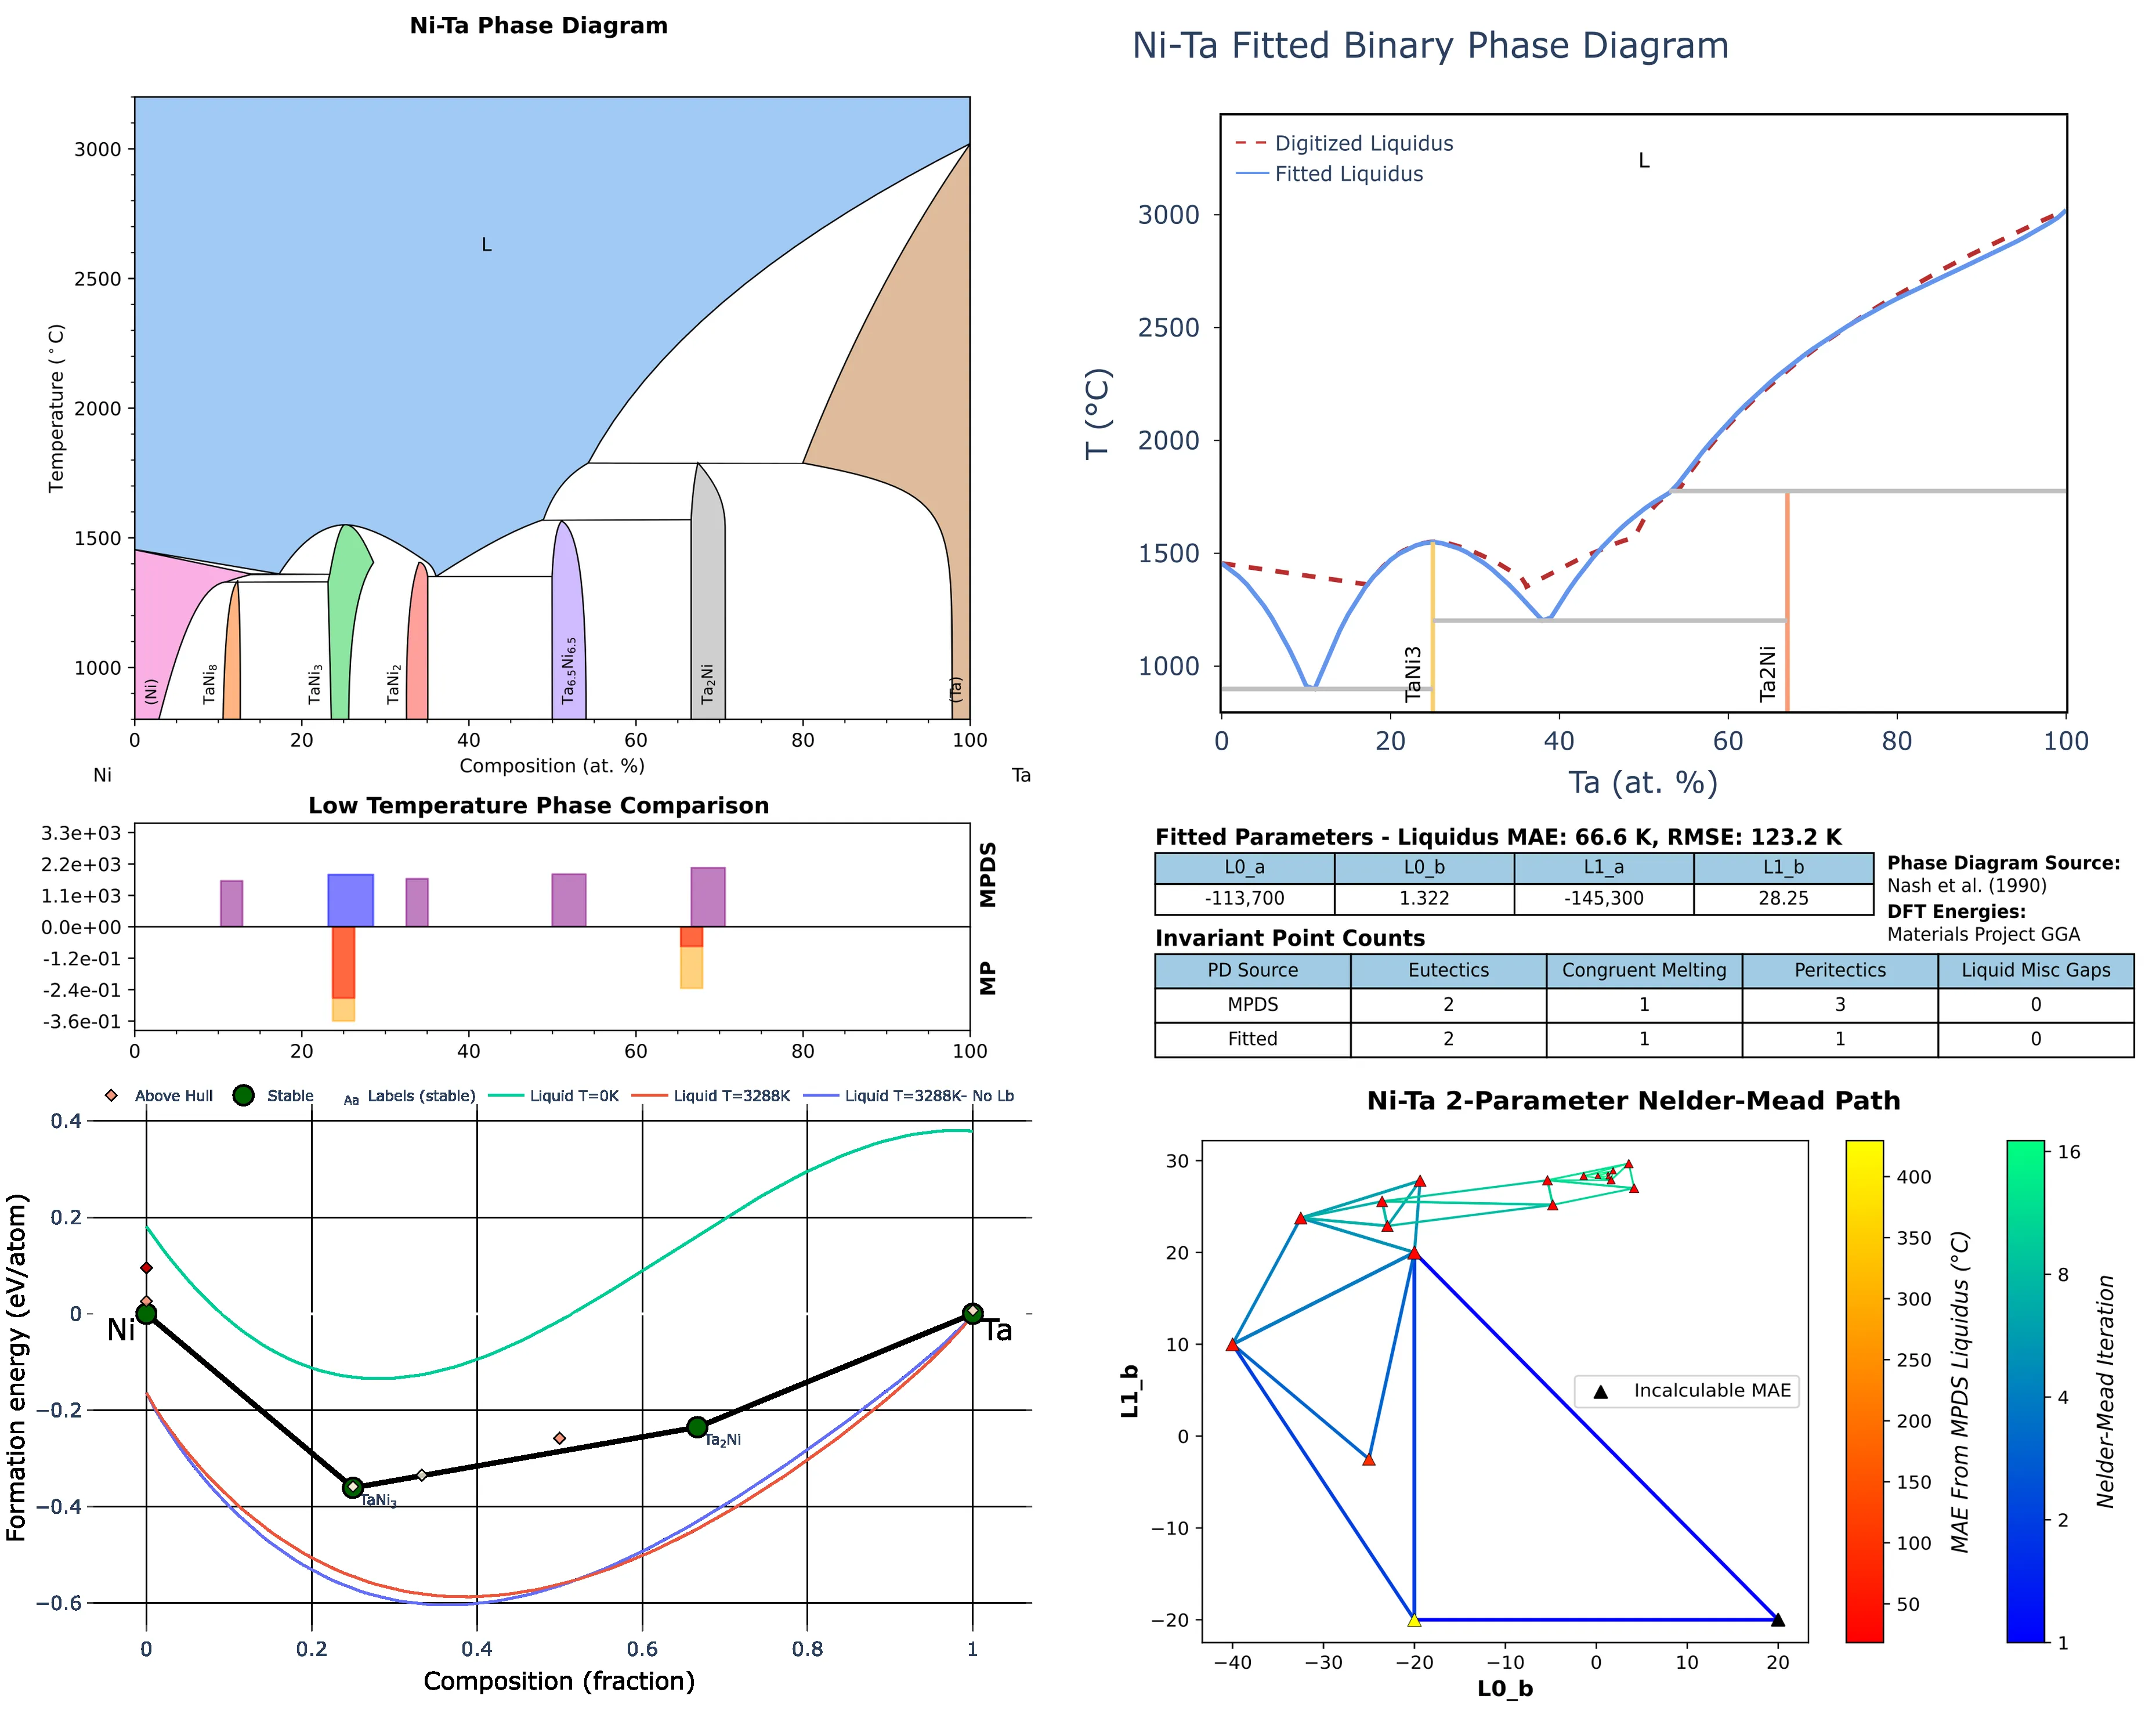 Ni-Ta Phase Diagram
Temperature (°C)
3000
2500
2000
1500
1000
L
(Ni)
TaNi8
TaNi3
TaNi2
Ta6.5Ni6.5
Ta2Ni
(Ta)
0 20 40 60 80 100
Composition (at. %)
Ni Ta
Low Temperature Phase Comparison
3.3e+03
2.2e+03
1.1e+03
0.0e+00
-1.2e-01
-2.4e-01
-3.6e-01
MPDS
MP
0 20 40 60 80 100
Above Hull Stable Aa Labels (stable) Liquid T=0K Liquid T=3288K Liquid T=3288K- No Lb
Formation energy (eV/atom)
0.4
0.2
0
−0.2
−0.4
−0.6
Ni
Ta
TaNi3
Ta2Ni
0 0.2 0.4 0.6 0.8 1
Composition (fraction)
Ni-Ta Fitted Binary Phase Diagram
Digitized Liquidus
Fitted Liquidus
L
T (°C)
3000
2500
2000
1500
1000
TaNi3
Ta2Ni
0 20 40 60 80 100
Ta (at. %)
Fitted Parameters - Liquidus MAE: 66.6 K, RMSE: 123.2 K
L0_a L0_b L1_a L1_b
-113,700 1.322 -145,300 28.25
Phase Diagram Source:
Nash et al. (1990)
DFT Energies:
Materials Project GGA
Invariant Point Counts
PD Source Eutectics Congruent Melting Peritectics Liquid Misc Gaps
MPDS 2 1 3 0
Fitted 2 1 1 0
Ni-Ta 2-Parameter Nelder-Mead Path
L1_b
30
20
10
0
−10
−20
Incalculable MAE
−40 −30 −20 −10 0 10 20
L0_b
400
350
300
250
200
150
100
50
MAE From MPDS Liquidus (°C)
16
8
4
2
1
Nelder-Mead Iteration